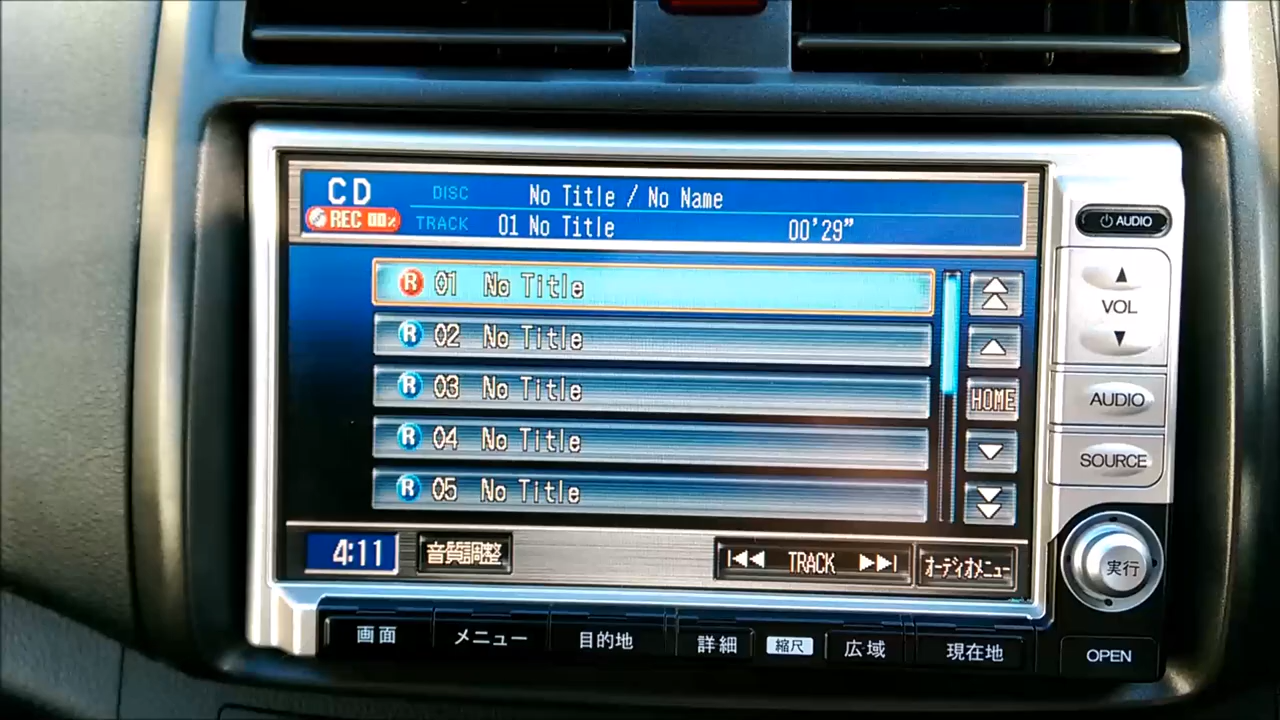 CD DISC No Title / No Name
REC 00% TRACK 01 No Title 00'29"
R 01 No Title
R 02 No Title
R 03 No Title
HOME
R 04 No Title
R 05 No Title
4:11 音質調整 TRACK オーディオメニュー
AUDIO
VOL
AUDIO
SOURCE
実行
画面 メニュー 目的地 詳細 縮尺 広域 現在地 OPEN